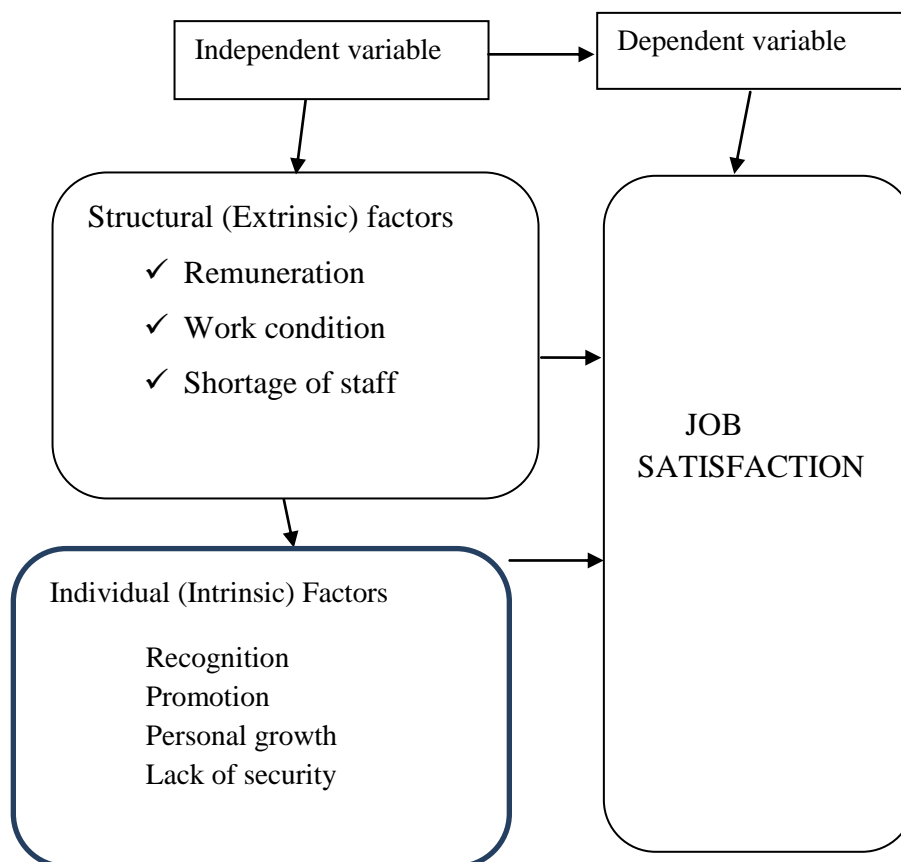 Independent variable
Dependent variable
Structural (Extrinsic) factors
✓ Remuneration
✓ Work condition
✓ Shortage of staff
JOB
SATISFACTION
Individual (Intrinsic) Factors
Recognition
Promotion
Personal growth
Lack of security